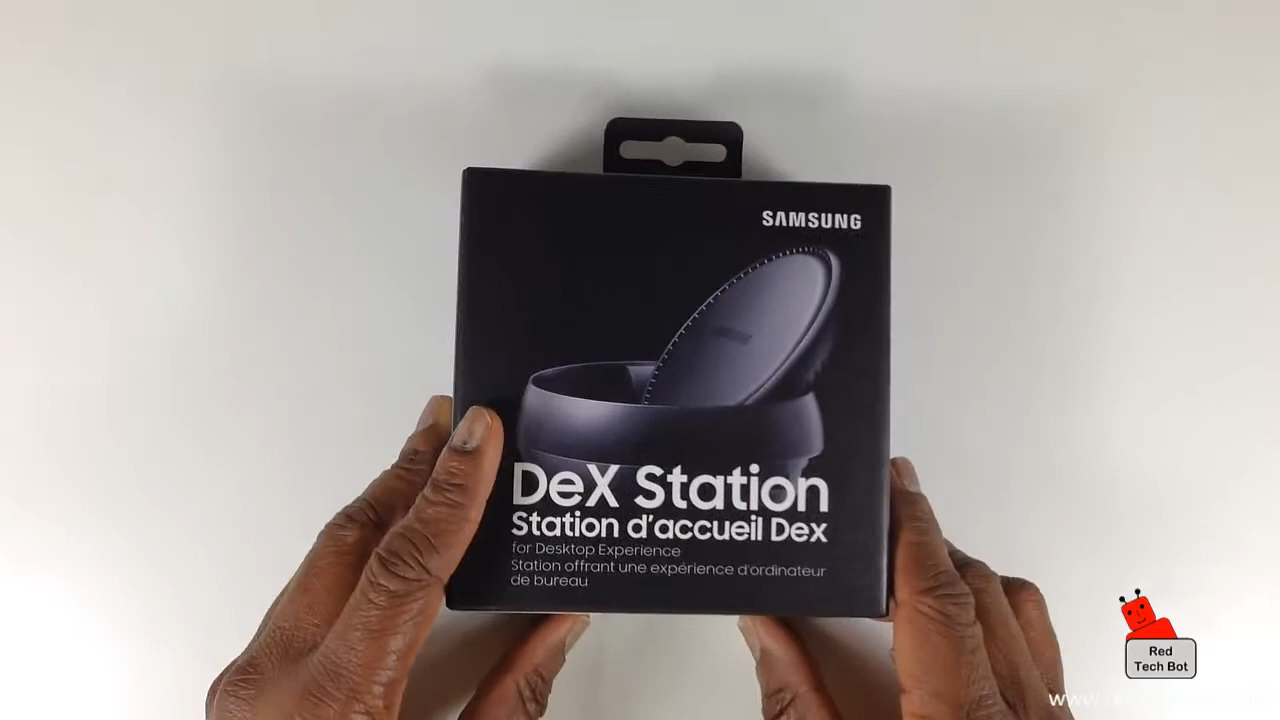 SAMSUNG
DeX Station
Station d'accueil Dex
for Desktop Experience
Station offrant une expérience d'ordinateur
de bureau
Red
Tech Bot